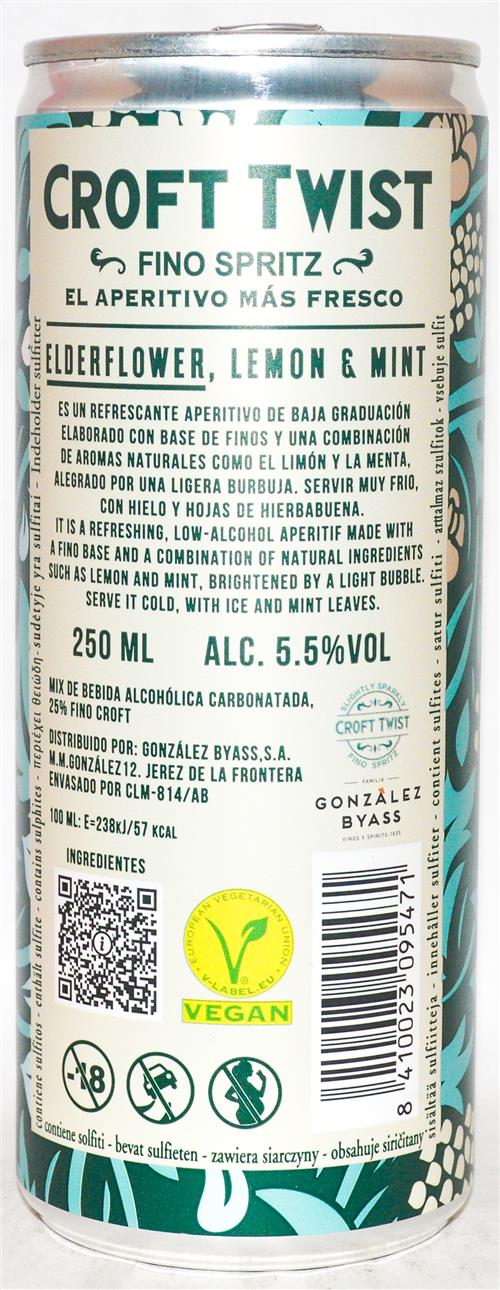 CROFT TWIST
FINO SPRITZ
EL APERITIVO MÁS FRESCO
ELDERFLOWER, LEMON & MINT
ES UN REFRESCANTE APERITIVO DE BAJA GRADUACIÓN
ELABORADO CON BASE DE FINOS Y UNA COMBINACIÓN
DE AROMAS NATURALES COMO EL LIMÓN Y LA MENTA,
ALEGRADO POR UNA LIGERA BURBUJA. SERVIR MUY FRIO,
CON HIELO Y HOJAS DE HIERBABUENA.
IT IS A REFRESHING, LOW-ALCOHOL APERITIF MADE WITH
A FINO BASE AND A COMBINATION OF NATURAL INGREDIENTS
SUCH AS LEMON AND MINT, BRIGHTENED BY A LIGHT BUBBLE.
SERVE IT COLD, WITH ICE AND MINT LEAVES.
250 ML ALC. 5.5%VOL
MIX DE BEBIDA ALCOHÓLICA CARBONATADA,
25% FINO CROFT
DISTRIBUIDO POR: GONZÁLEZ BYASS,S.A.
M.M.GONZÁLEZ12. JEREZ DE LA FRONTERA
ENVASADO POR CLM-814/AB
100 ML: E=238KJ/57 KCAL
SLIGHTLY SPARKLY
CROFT TWIST
FINO SPRITZ
FAMILIA
GONZÁLEZ
BYASS
VINOS Y SPIRITS·1835
INGREDIENTES
EUROPEAN VEGETARIAN UNION
V-LABEL.EU
VEGAN
8 410023 095471
-18
contiene sulfitos - enthält sulfite - contains sulphites - περιέχει θειώδη - sudėtyje yra sulfitai - Indeholder sulfitter
contiene solfiti - bevat sulfieten - zawiera siarczyny - obsahuje siričitany
sisältää sulfiitteja - innehåller sulfiter - contient sulfites - satur sulfiti - arttalmaz szulfitok - vsebuje sulfit